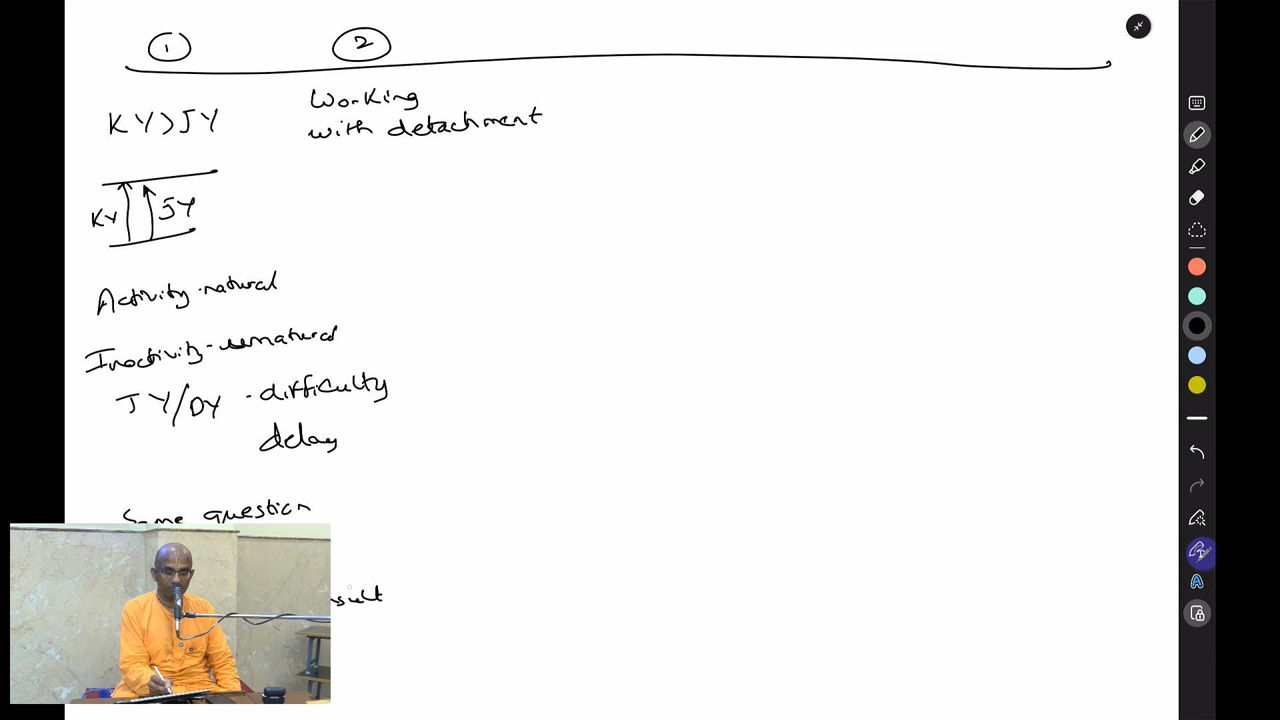 1 2
KY>JY
Working
with detachment
KY JY
Activity - natural
Inactivity - unnatural
JY/DY - difficulty
delay
Same question